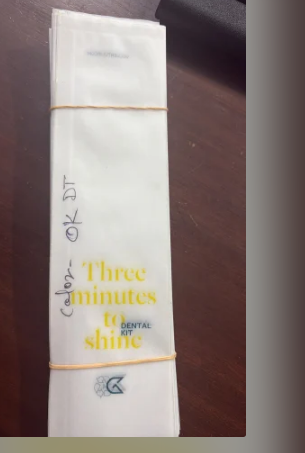 Color- OK DT
Three
minutes
to
shine
DENTAL
KIT